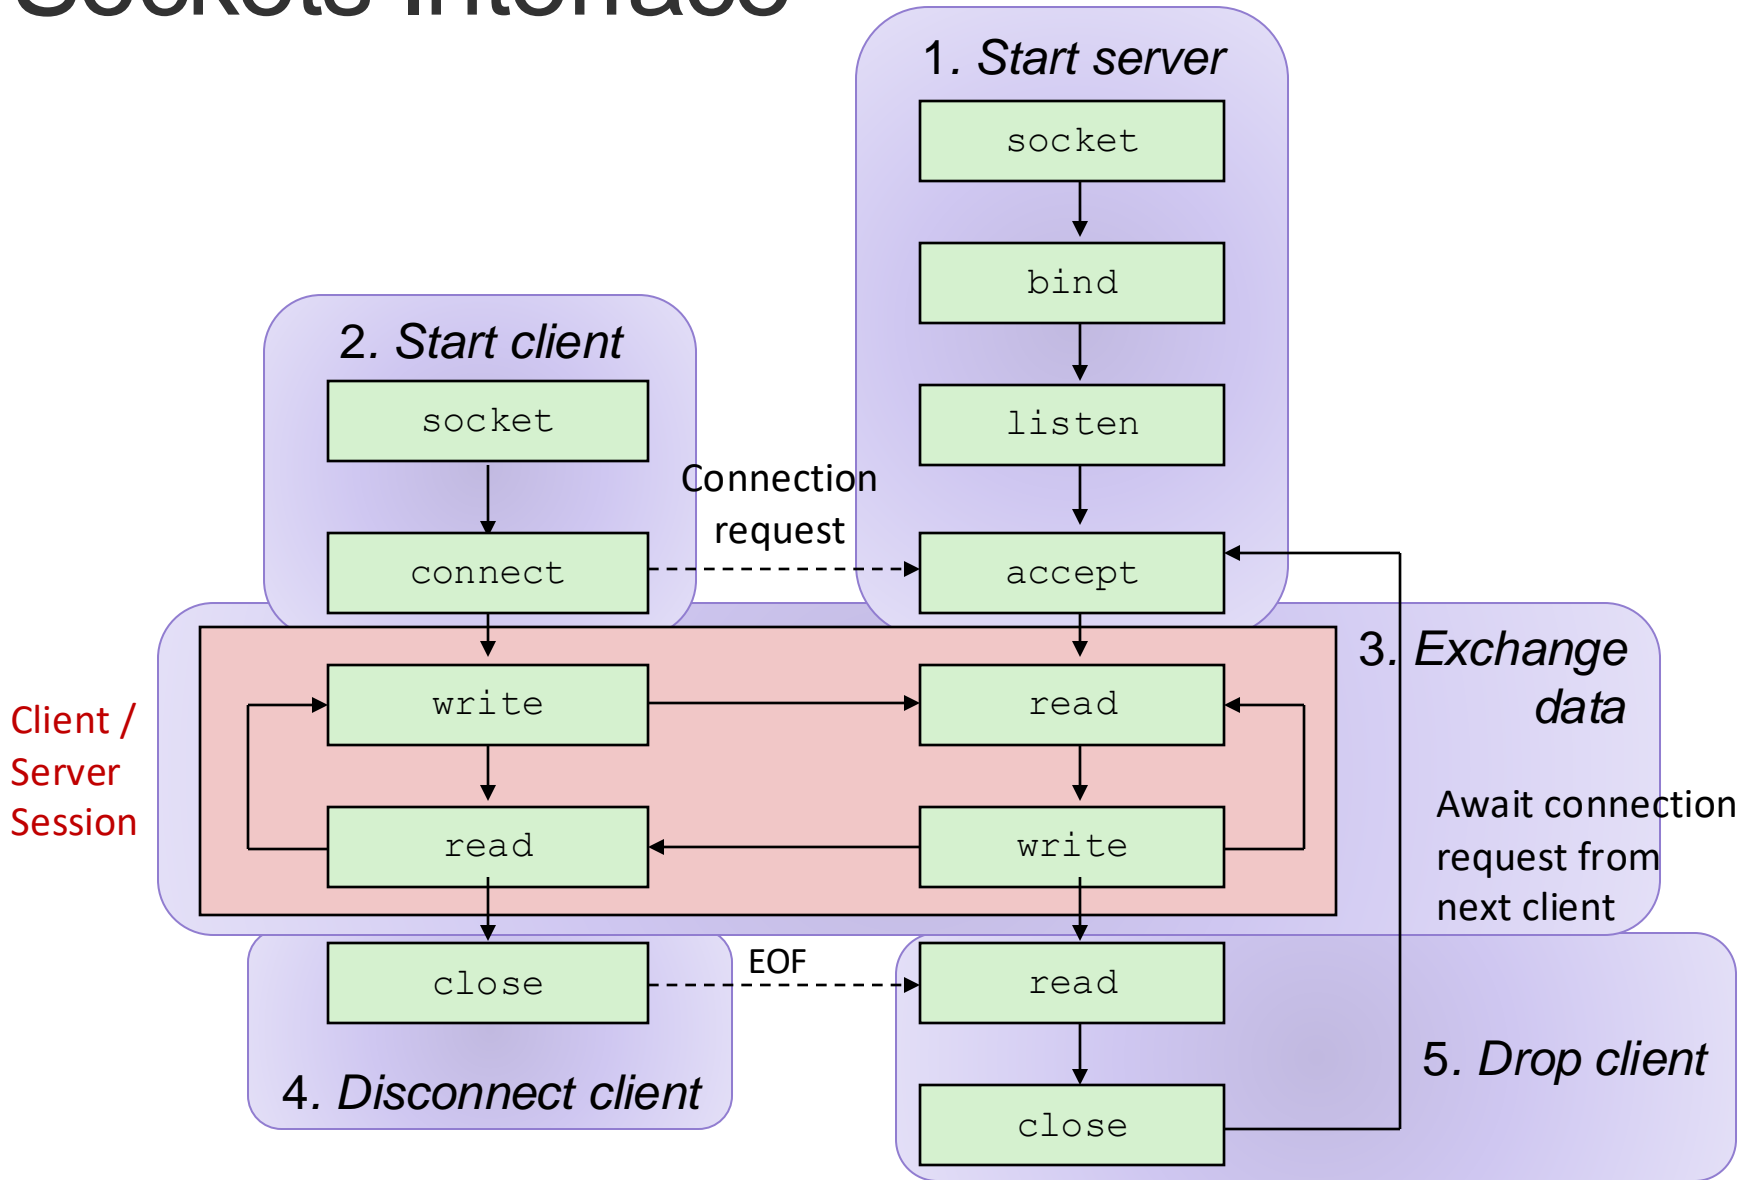 Sockets Interface
1. Start server
socket
bind
2. Start client
socket
listen
Connection
request
connect
accept
3. Exchange
data
write
read
Client /
Server
Session
read
write
Await connection
request from
next client
close
EOF
read
4. Disconnect client
5. Drop client
close